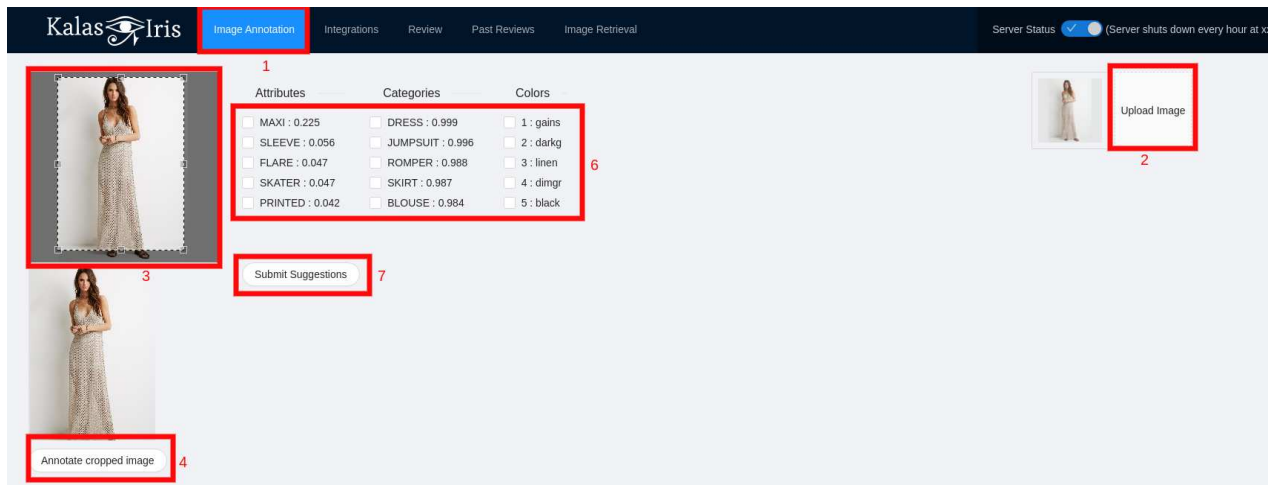 Kalas Iris
Image Annotation Integrations Review Past Reviews Image Retrieval
Server Status (Server shuts down every hour at x
1
Attributes Categories Colors
MAXI : 0.225 DRESS : 0.999 1 : gains
SLEEVE : 0.056 JUMPSUIT : 0.996 2 : darkg
FLARE : 0.047 ROMPER : 0.988 3 : linen
SKATER : 0.047 SKIRT : 0.987 4 : dimgr
PRINTED : 0.042 BLOUSE : 0.984 5 : black
6
Upload Image
2
3
Submit Suggestions
7
Annotate cropped image
4